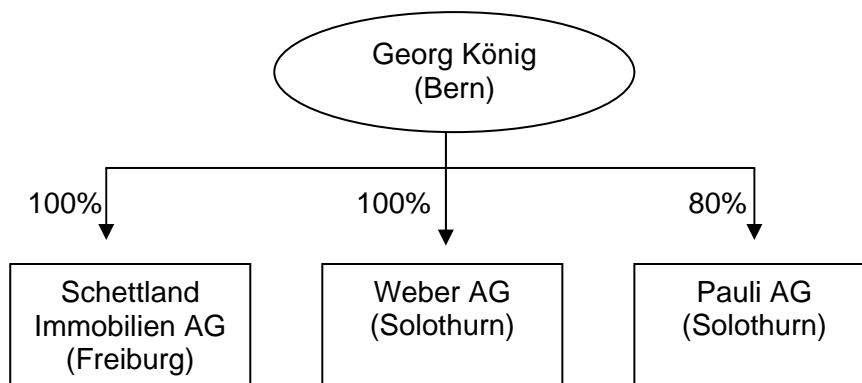 Georg König
(Bern)
100%
100%
80%
Schettland
Immobilien AG
(Freiburg)
Weber AG
(Solothurn)
Pauli AG
(Solothurn)